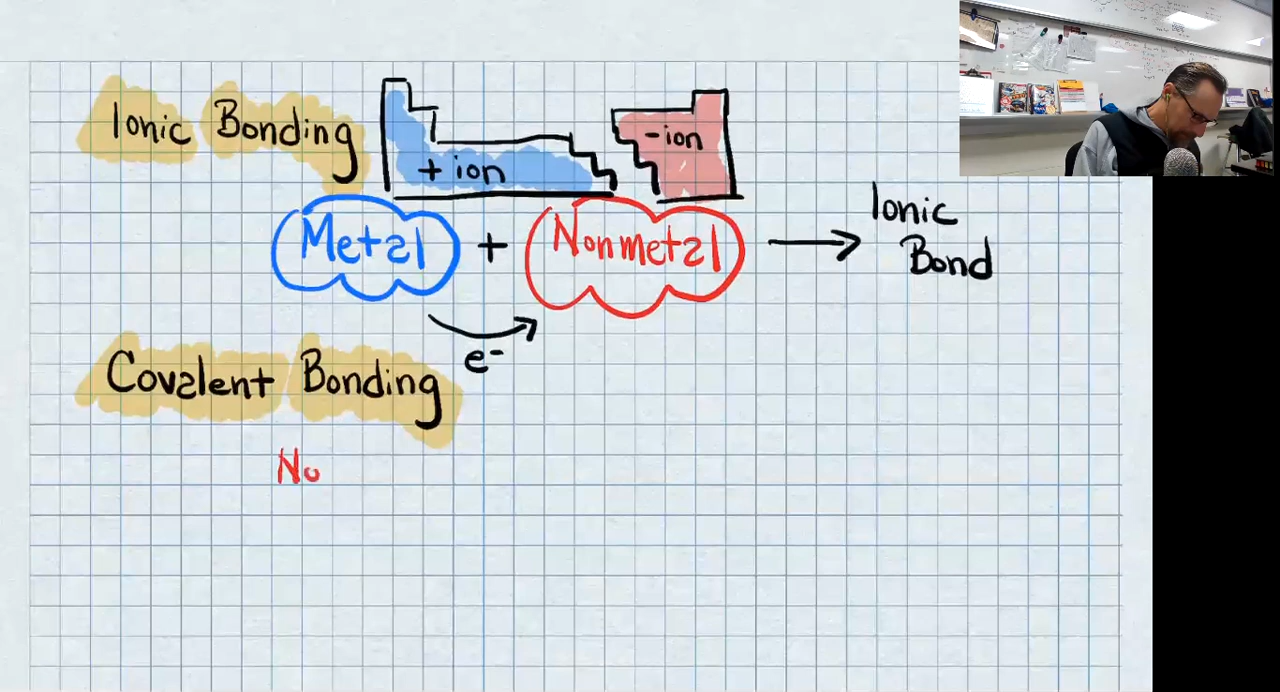 Ionic Bonding
+ ion
-ion
Metal + Nonmetal → Ionic
Bond
e-
Covalent Bonding
No